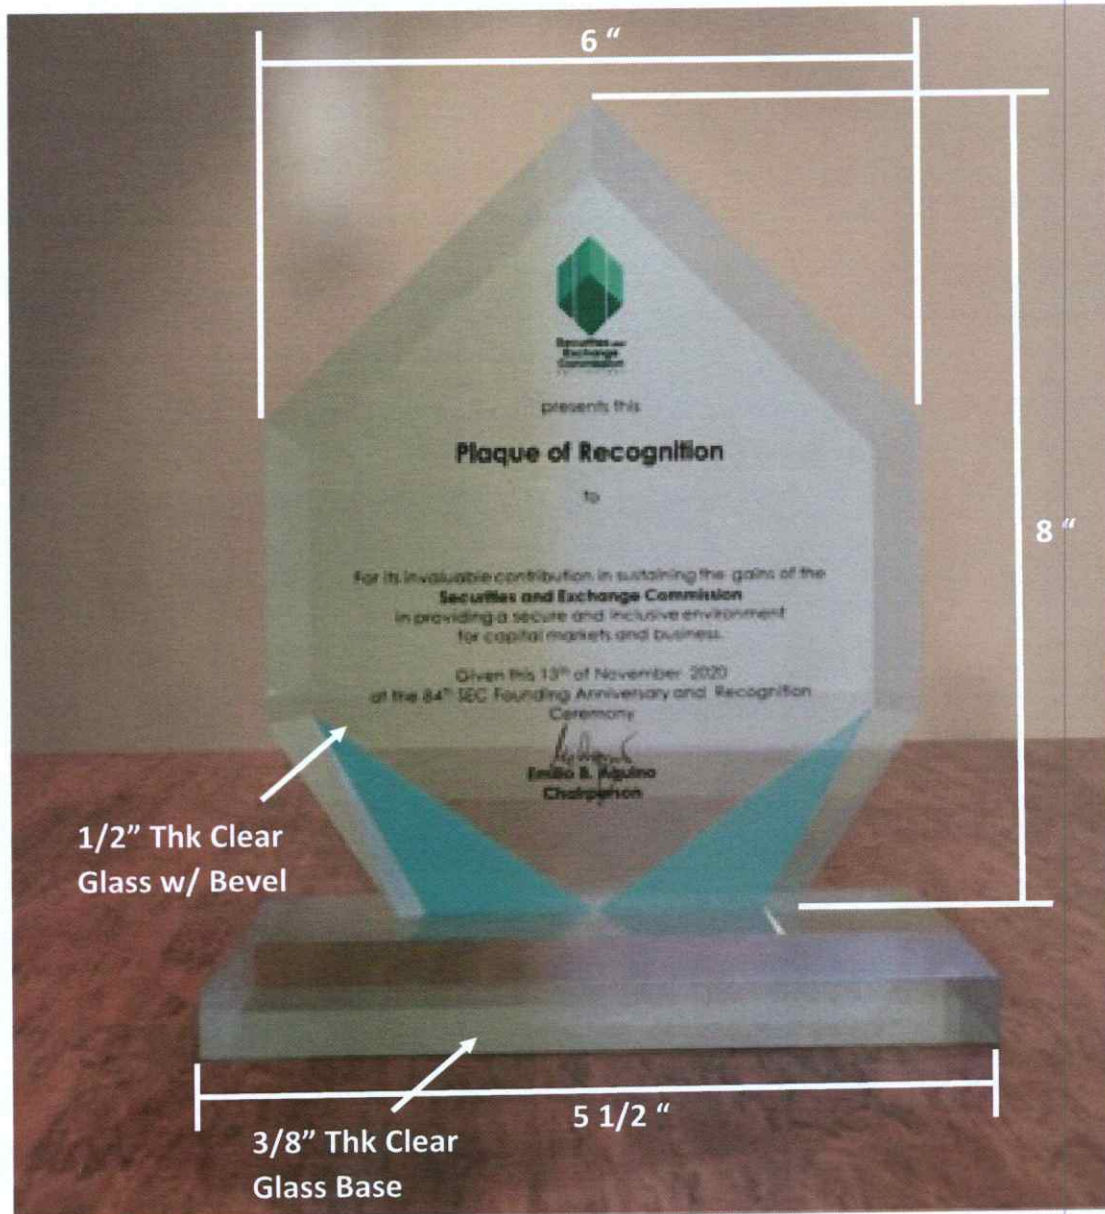 6 “
Securities and
Exchange
Commission
presents this
Plaque of Recognition
to
8 “
For its invaluable contribution in sustaining the gains of the
Securities and Exchange Commission
in providing a secure and inclusive environment
for capital markets and business.
Given this 13th of November 2020
at the 84th SEC Founding Anniversary and Recognition
Ceremony
Emilio B. Aquino
Chairperson
1/2” Thk Clear
Glass w/ Bevel
5 1/2 “
3/8” Thk Clear
Glass Base